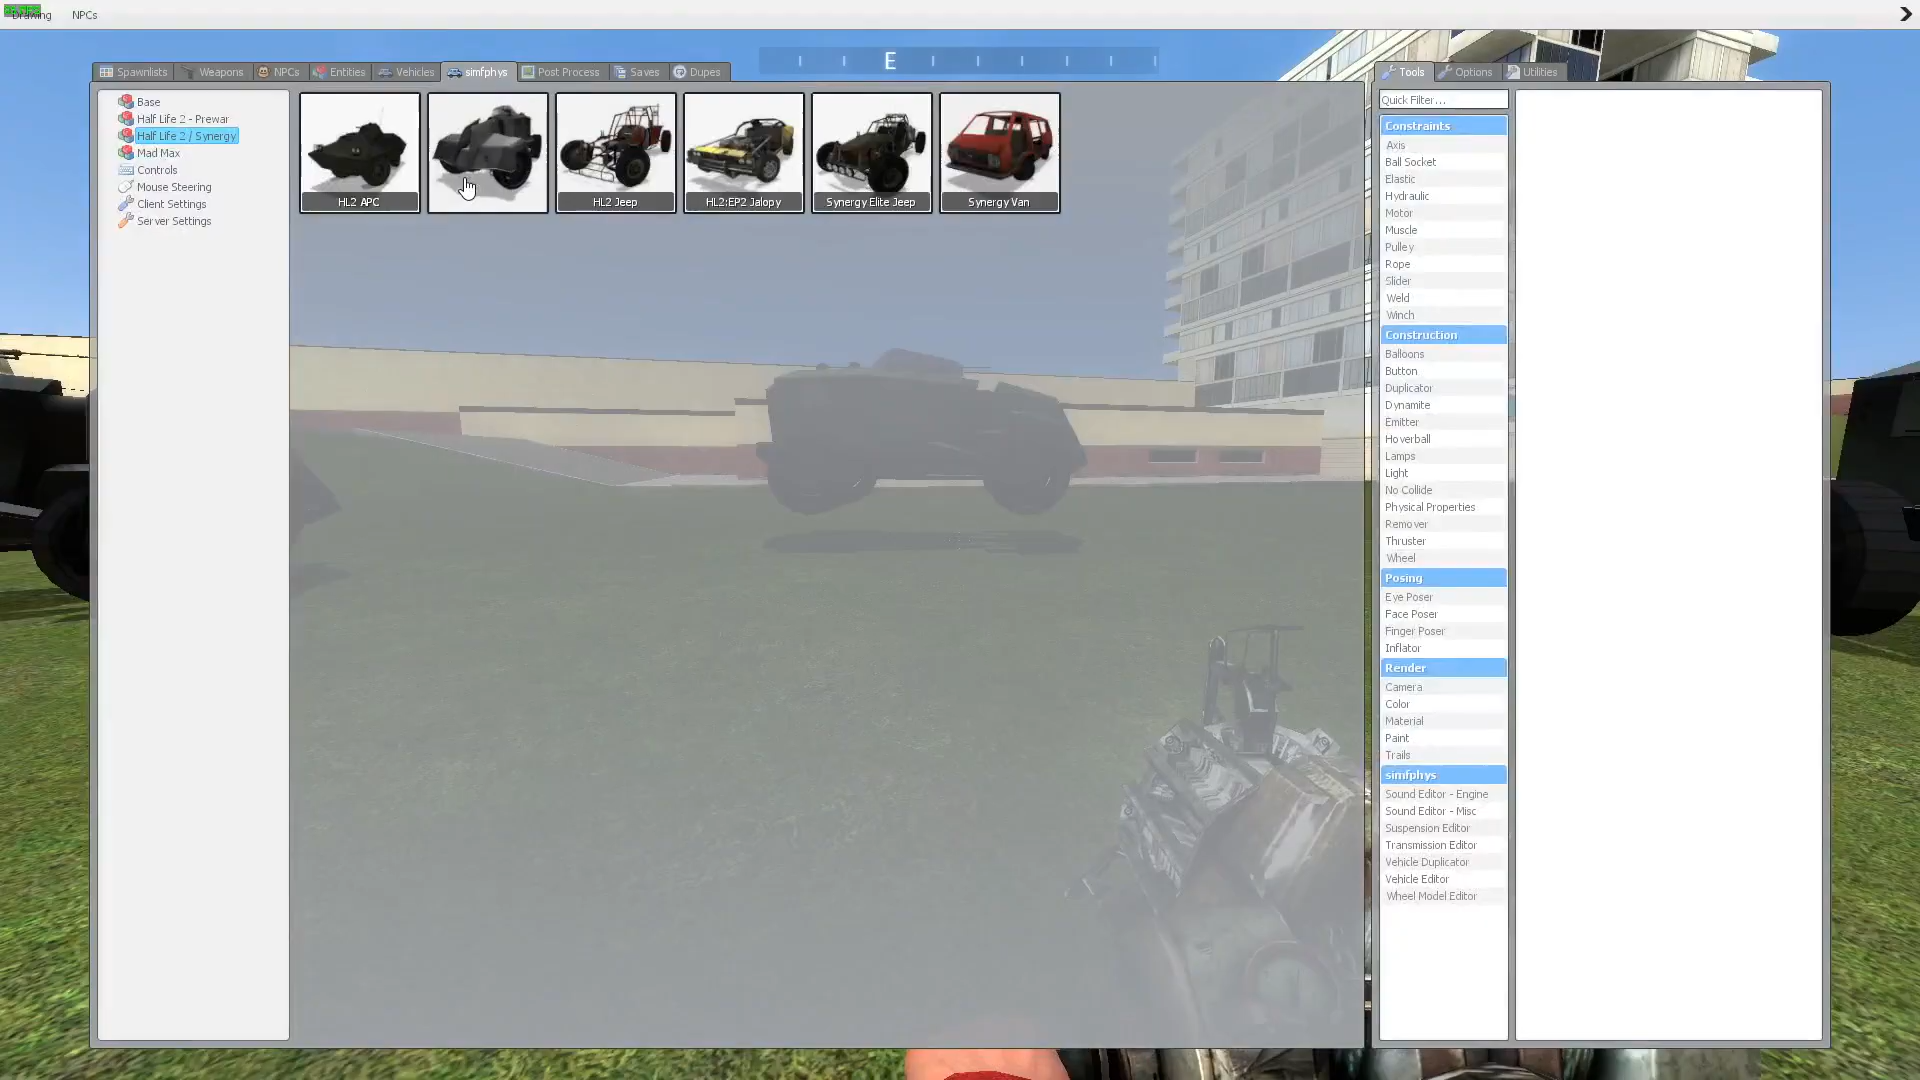 Drawing NPCs
E
Spawnlists Weapons NPCs Entities Vehicles simfphys Post Process Saves Dupes
Tools Options Utilities
Base
Half Life 2 - Prewar
Half Life 2 / Synergy
Mad Max
Controls
Mouse Steering
Client Settings
Server Settings
HL2 APC
HL2 Jeep
HL2:EP2 Jalopy
Synergy Elite Jeep
Synergy Van
Quick Filter...
Constraints
Axis
Ball Socket
Elastic
Hydraulic
Motor
Muscle
Pulley
Rope
Slider
Weld
Winch
Construction
Balloons
Button
Duplicator
Dynamite
Emitter
Hoverball
Lamps
Light
No Collide
Physical Properties
Remover
Thruster
Wheel
Posing
Eye Poser
Face Poser
Finger Poser
Inflator
Render
Camera
Color
Material
Paint
Trails
simfphys
Sound Editor - Engine
Sound Editor - Misc
Suspension Editor
Transmission Editor
Vehicle Duplicator
Vehicle Editor
Wheel Model Editor